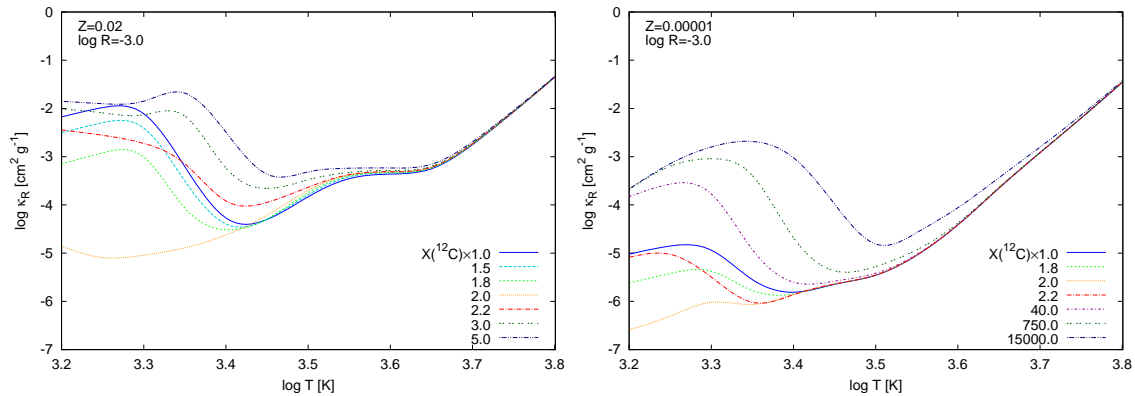 Z=0.02
log R=-3.0
0
-1
-2
-3
-4
-5
-6
-7
log κR [cm² g⁻¹]
X(¹²C)×1.0
1.5
1.8
2.0
2.2
3.0
5.0
3.2 3.3 3.4 3.5 3.6 3.7 3.8
log T [K]
Z=0.00001
log R=-3.0
0
-1
-2
-3
-4
-5
-6
-7
log κR [cm² g⁻¹]
X(¹²C)×1.0
1.8
2.0
2.2
40.0
750.0
15000.0
3.2 3.3 3.4 3.5 3.6 3.7 3.8
log T [K]